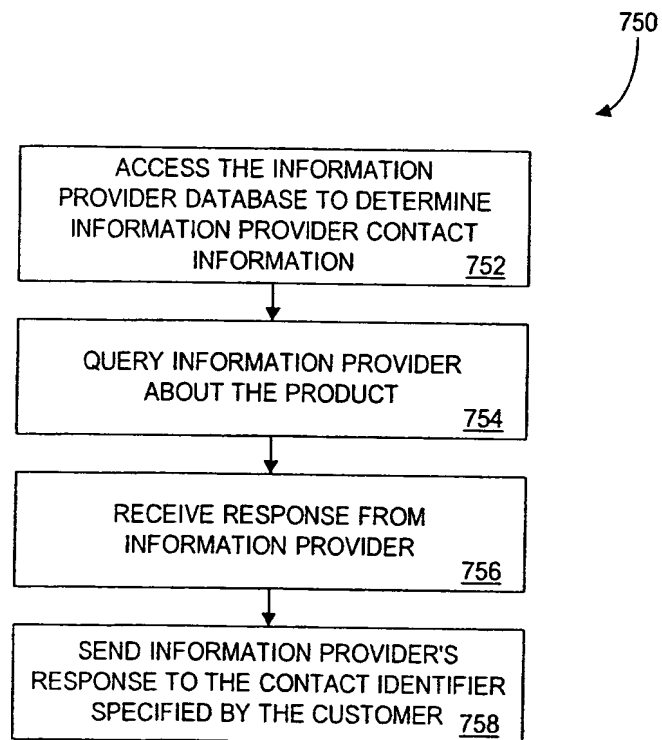 750
ACCESS THE INFORMATION
PROVIDER DATABASE TO DETERMINE
INFORMATION PROVIDER CONTACT
INFORMATION 752
QUERY INFORMATION PROVIDER
ABOUT THE PRODUCT
754
RECEIVE RESPONSE FROM
INFORMATION PROVIDER
756
SEND INFORMATION PROVIDER'S
RESPONSE TO THE CONTACT IDENTIFIER
SPECIFIED BY THE CUSTOMER 758